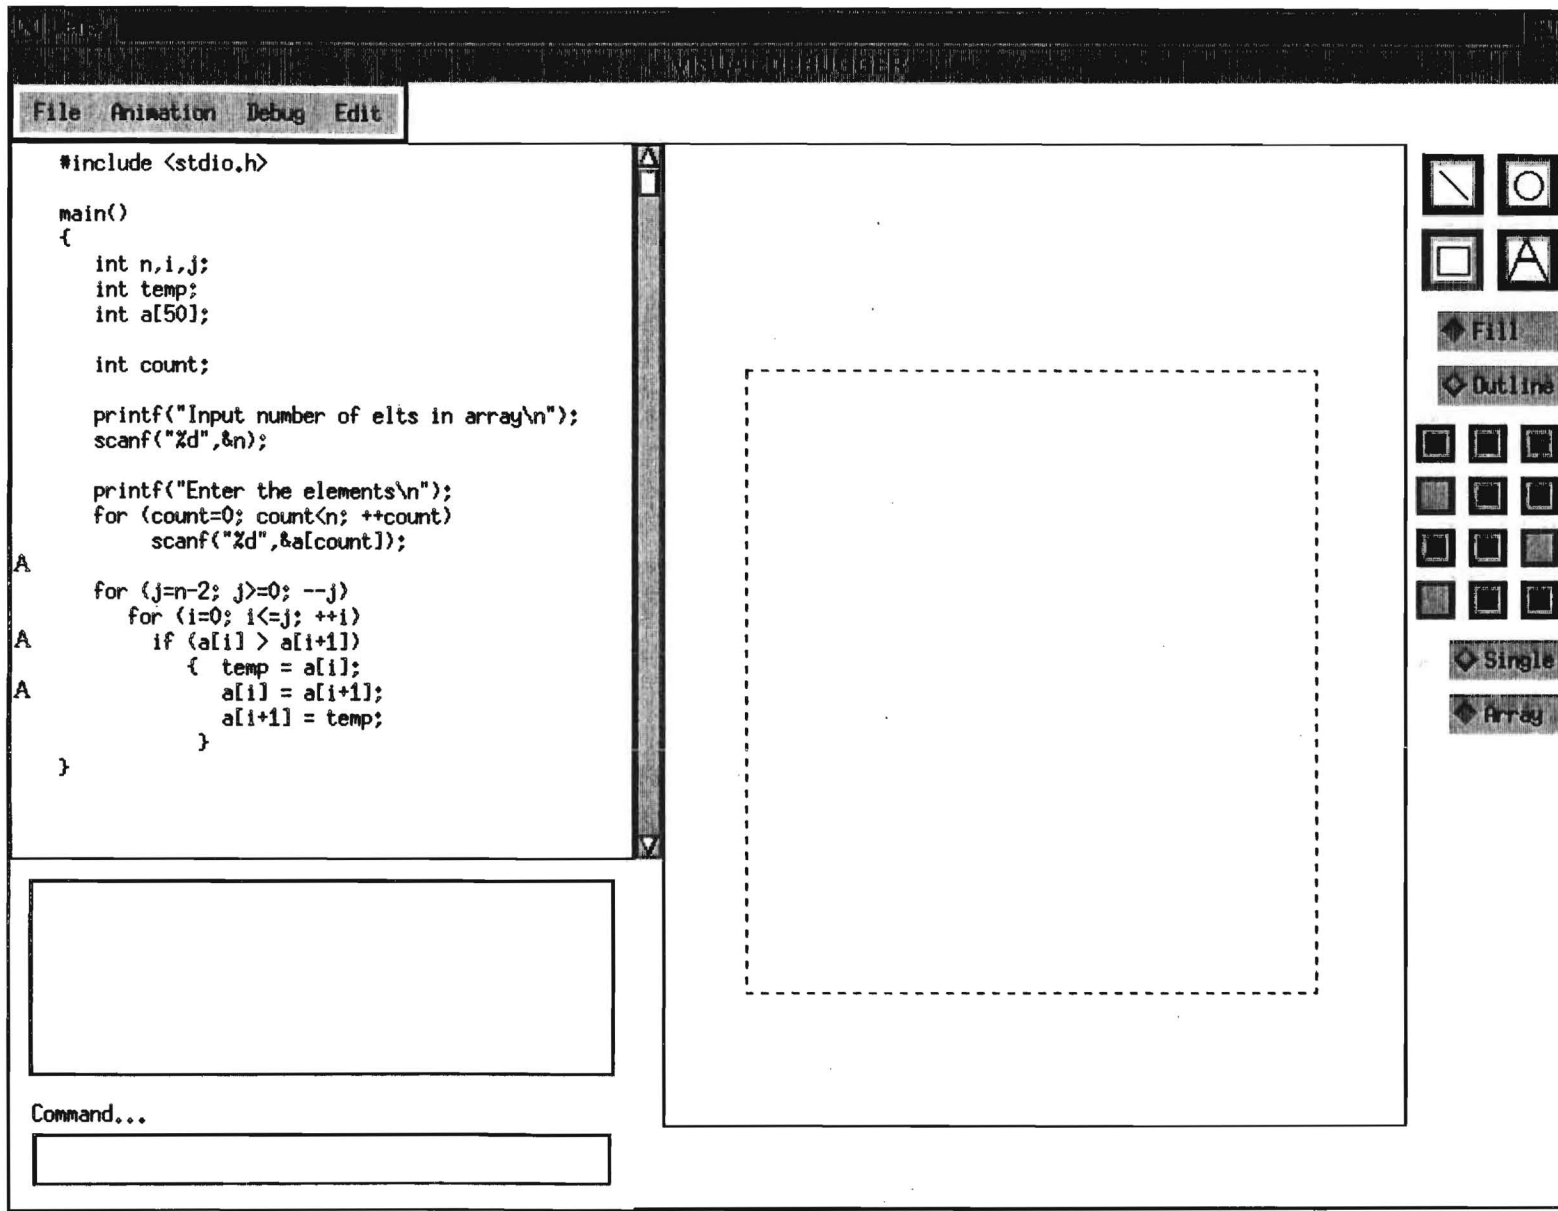 VISUAL DEBUGGER
File Animation Debug Edit
#include <stdio.h>
main()
{
int n,i,j;
int temp;
int a[50];
int count;
printf("Input number of elts in array\n");
scanf("%d",&n);
printf("Enter the elements\n");
for (count=0; count<n; ++count)
scanf("%d",&a[count]);
A
for (j=n-2; j>=0; --j)
for (i=0; i<=j; ++i)
A if (a[i] > a[i+1])
{ temp = a[i];
A a[i] = a[i+1];
a[i+1] = temp;
}
}
Command...
A
Fill
Outline
Single
Array